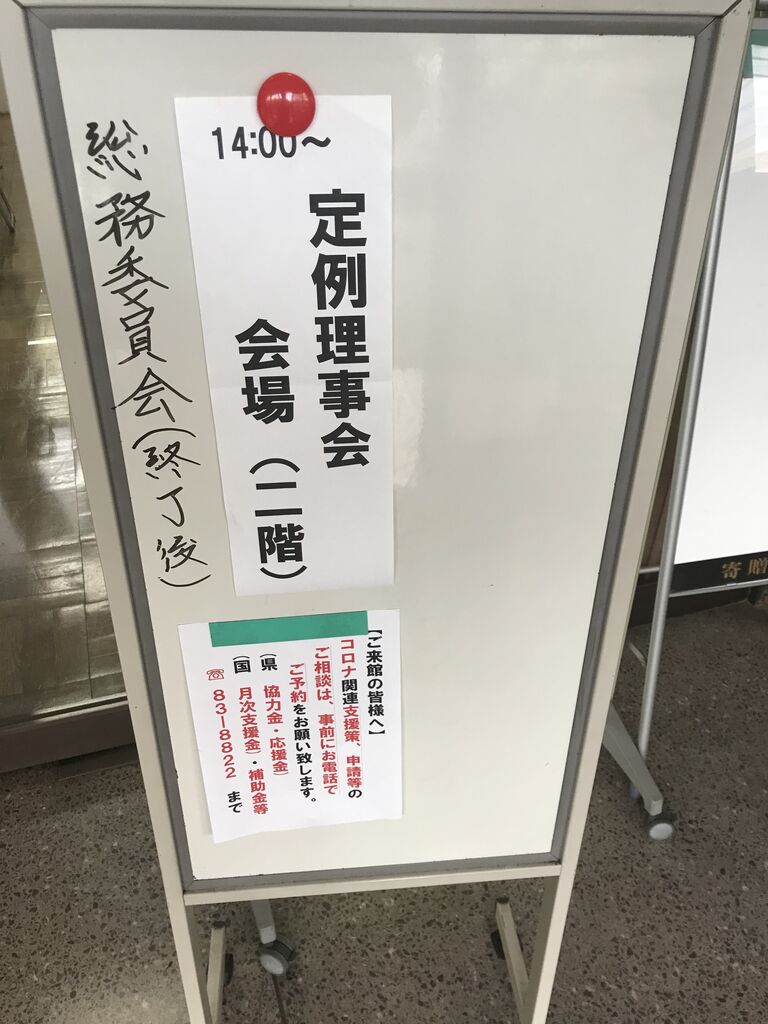 14:00～
定例理事会
会場（二階）
総務委員会(終了後)
【ご来館の皆様へ】
コロナ関連支援策、申請等の
ご相談は、事前にお電話で
ご予約をお願い致します。
（県　協力金・応援金）
（国　月次支援金）・補助金等
☎83-8822　まで
寄贈